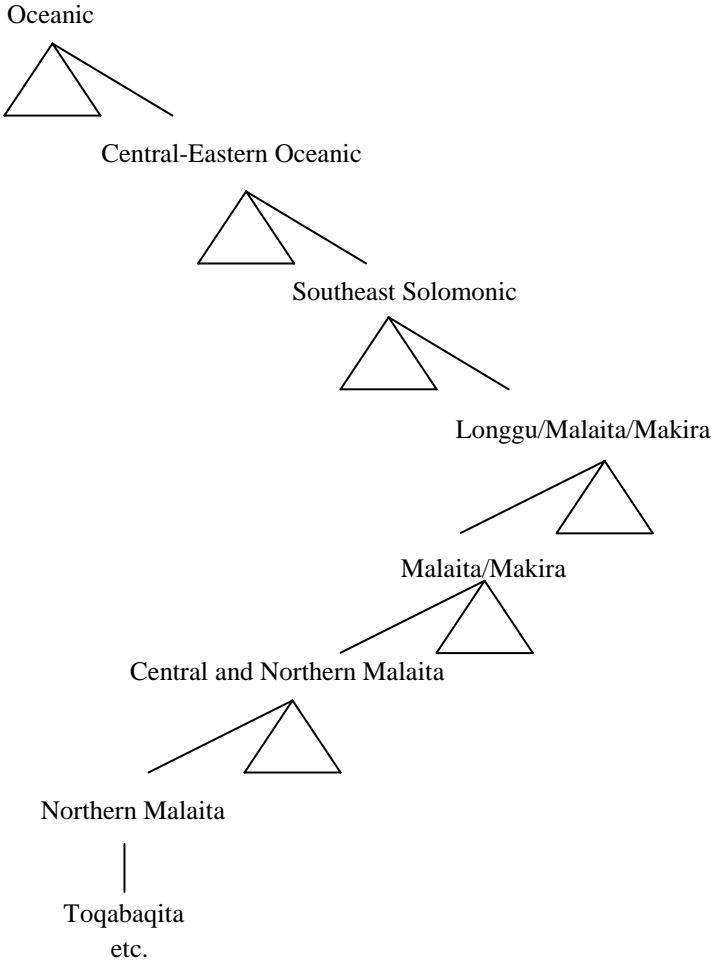 Oceanic
Central-Eastern Oceanic
Southeast Solomonic
Longgu/Malaita/Makira
Malaita/Makira
Central and Northern Malaita
Northern Malaita
Toqabaqita
etc.